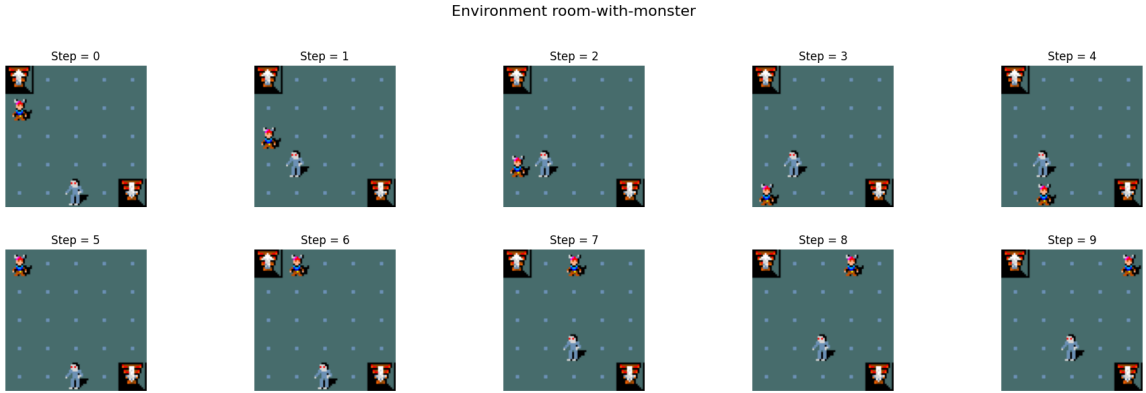 Environment room-with-monster
Step = 0
Step = 1
Step = 2
Step = 3
Step = 4
Step = 5
Step = 6
Step = 7
Step = 8
Step = 9